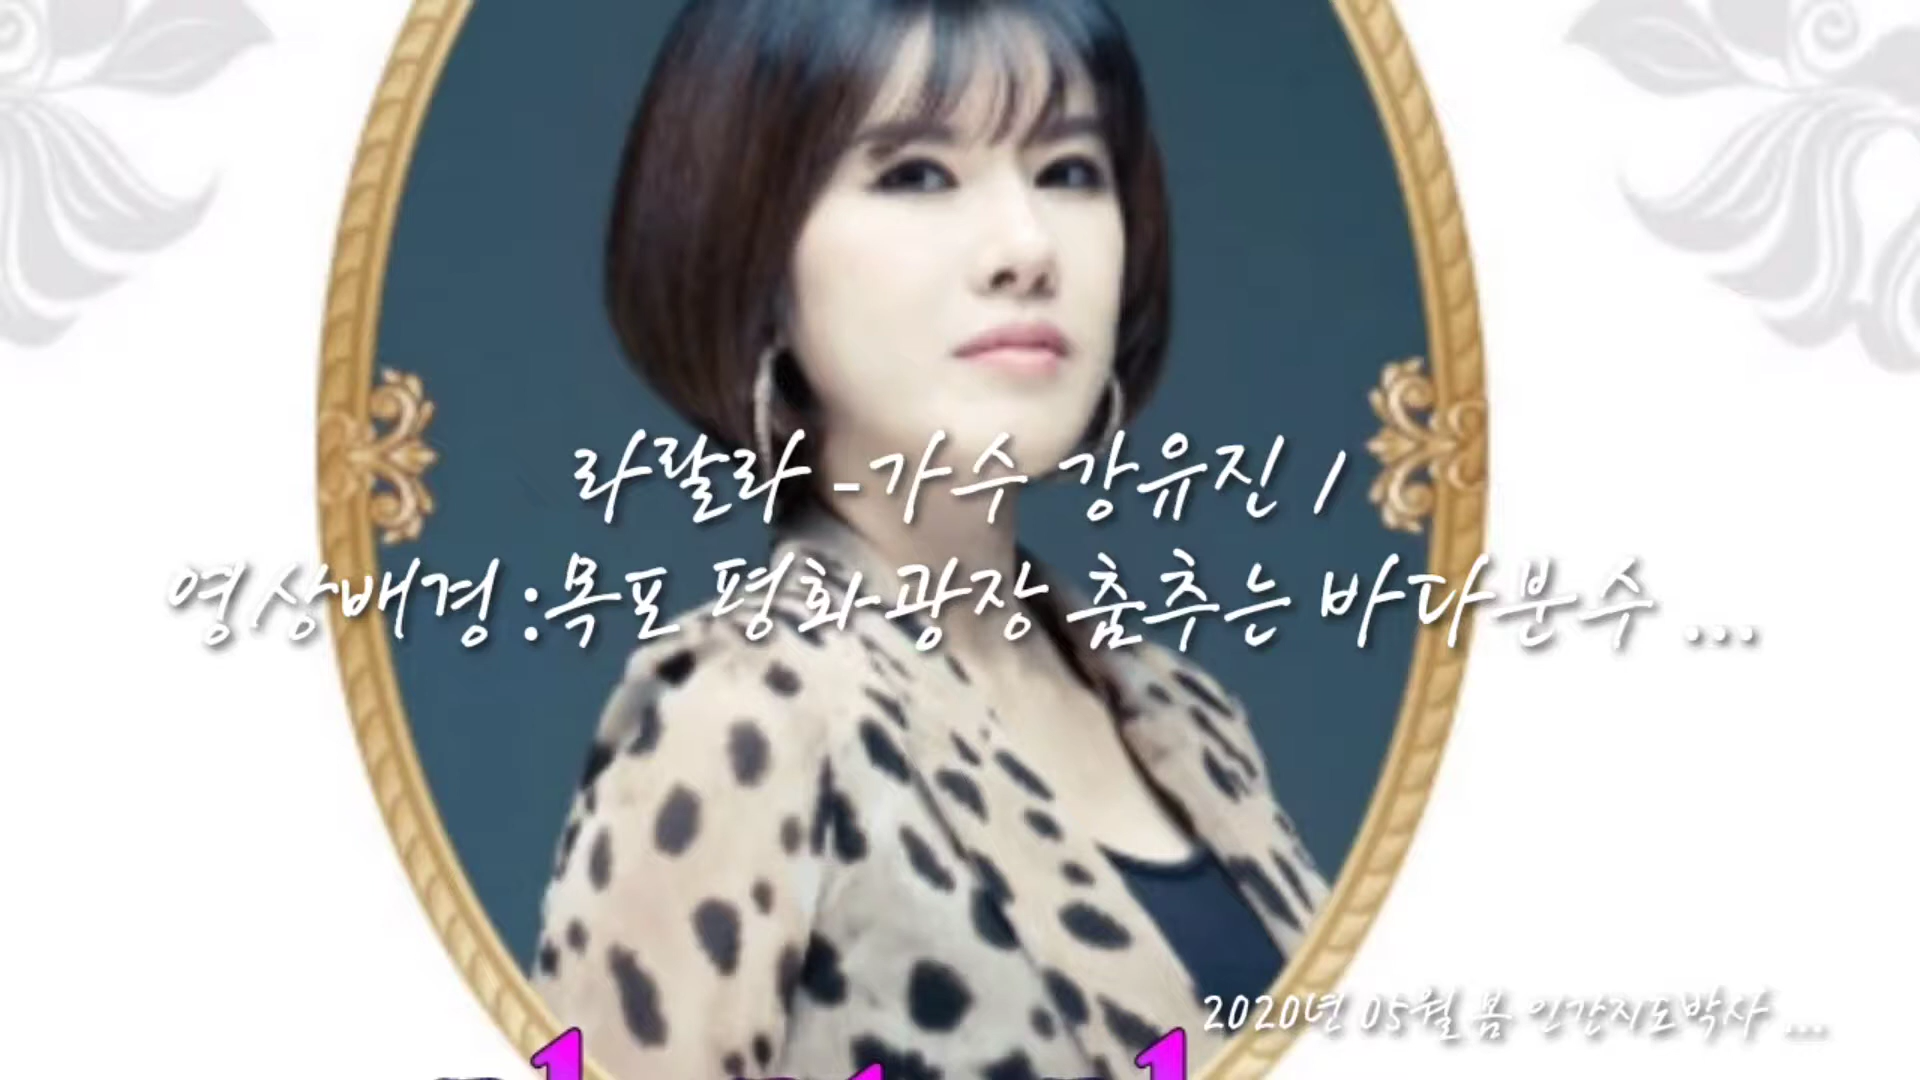 라랄라 -가수 강유진 /
영상배경 :목포 평화광장 춤추는 바다분수 ...
2020년 05월 봄 인간지도박사 ...